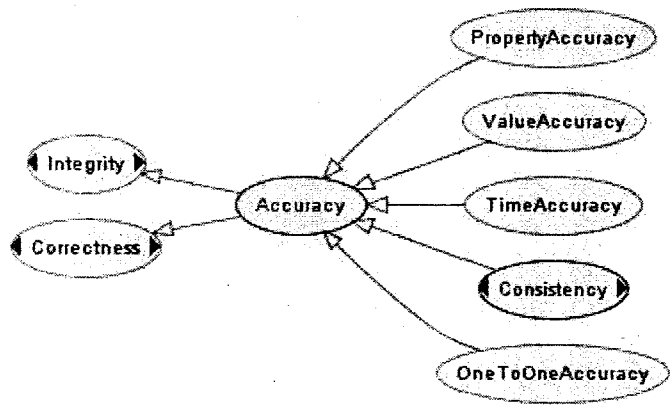 PropertyAccuracy
ValueAccuracy
Integrity
Accuracy
TimeAccuracy
Correctness
Consistency
OneToOneAccuracy